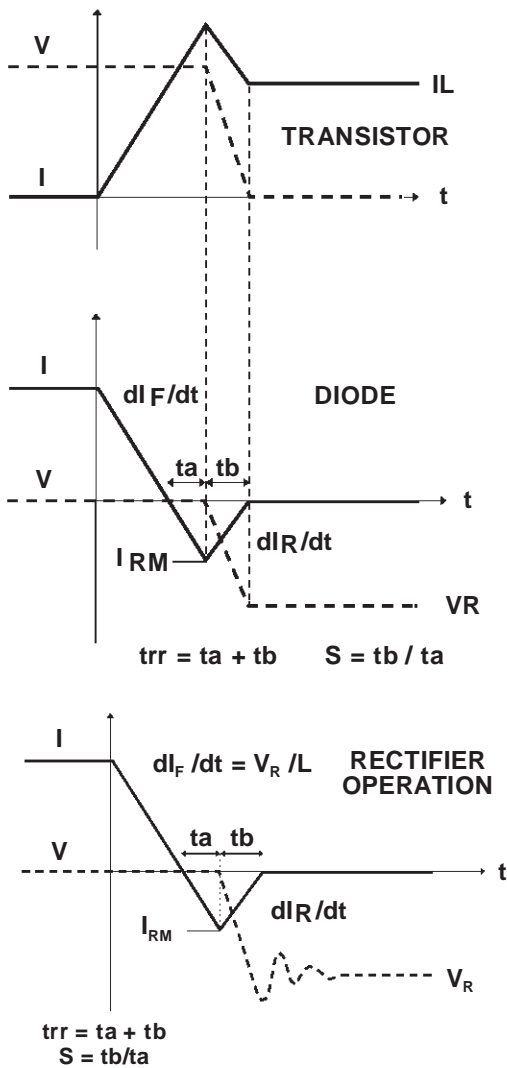 V
IL
TRANSISTOR
I
t
I
dI F/dt
DIODE
ta tb
V
t
I RM
dIR/dt
VR
trr = ta + tb S = tb / ta
I
dIF /dt = VR /L
RECTIFIER
OPERATION
ta tb
V
t
IRM
dIR/dt
VR
trr = ta + tb
S = tb/ta